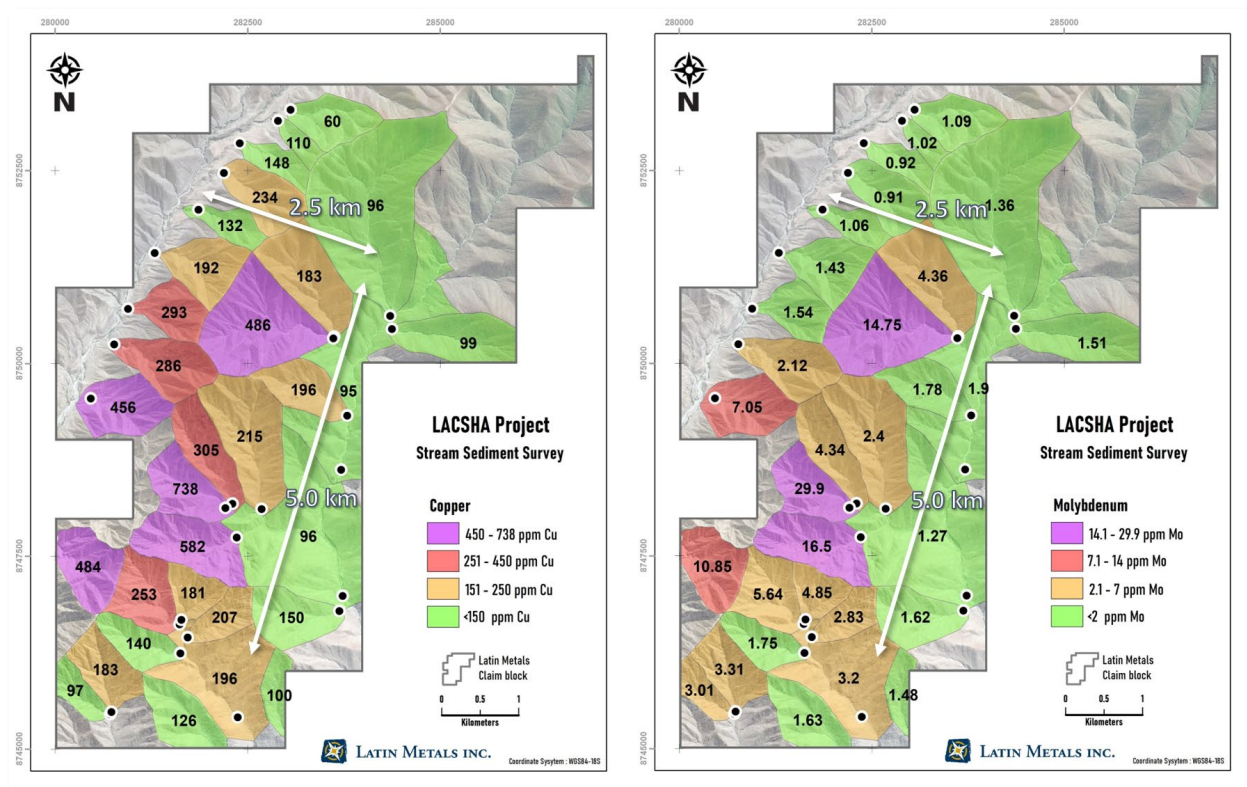 280000
282500
285000
8752500
8750000
8747500
8745000
N
60
110
148
234
96
2.5 km
132
192
183
293
486
99
286
196
95
456
215
305
738
5.0 km
96
582
484
253
181
207
150
140
183
196
97
100
126
LACSHA Project
Stream Sediment Survey
Copper
450 - 738 ppm Cu
251 - 450 ppm Cu
151 - 250 ppm Cu
<150 ppm Cu
Latin Metals
Claim block
0 0.5 1
Kilometers
LATIN METALS INC.
Coordinate Sysytem : WGS84-18S
280000
282500
285000
8752500
8750000
8747500
8745000
N
1.09
1.02
0.92
0.91
1.36
2.5 km
1.06
1.43
4.36
1.54
14.75
1.51
2.12
1.78
1.9
7.05
2.4
4.34
29.9
5.0 km
1.27
16.5
10.85
5.64
4.85
2.83
1.62
1.75
3.31
3.2
3.01
1.48
1.63
LACSHA Project
Stream Sediment Survey
Molybdenum
14.1 - 29.9 ppm Mo
7.1 - 14 ppm Mo
2.1 - 7 ppm Mo
<2 ppm Mo
Latin Metals
Claim block
0 0.5 1
Kilometers
LATIN METALS INC.
Coordinate Sysytem : WGS84-18S